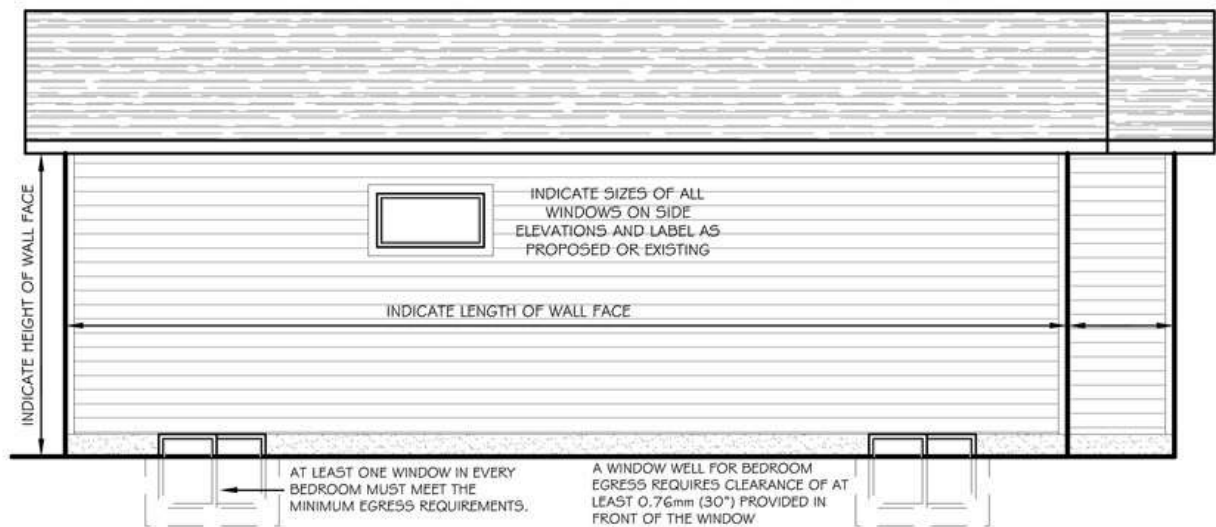 INDICATE HEIGHT OF WALL FACE
INDICATE SIZES OF ALL
WINDOWS ON SIDE
ELEVATIONS AND LABEL AS
PROPOSED OR EXISTING
INDICATE LENGTH OF WALL FACE
AT LEAST ONE WINDOW IN EVERY
BEDROOM MUST MEET THE
MINIMUM EGRESS REQUIREMENTS.
A WINDOW WELL FOR BEDROOM
EGRESS REQUIRES CLEARANCE OF AT
LEAST 0.76mm (30") PROVIDED IN
FRONT OF THE WINDOW